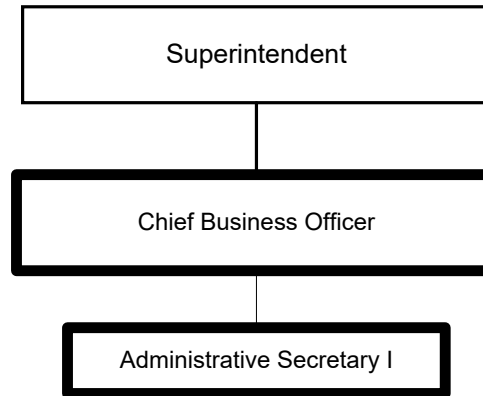 Superintendent
Chief Business Officer
Administrative Secretary I